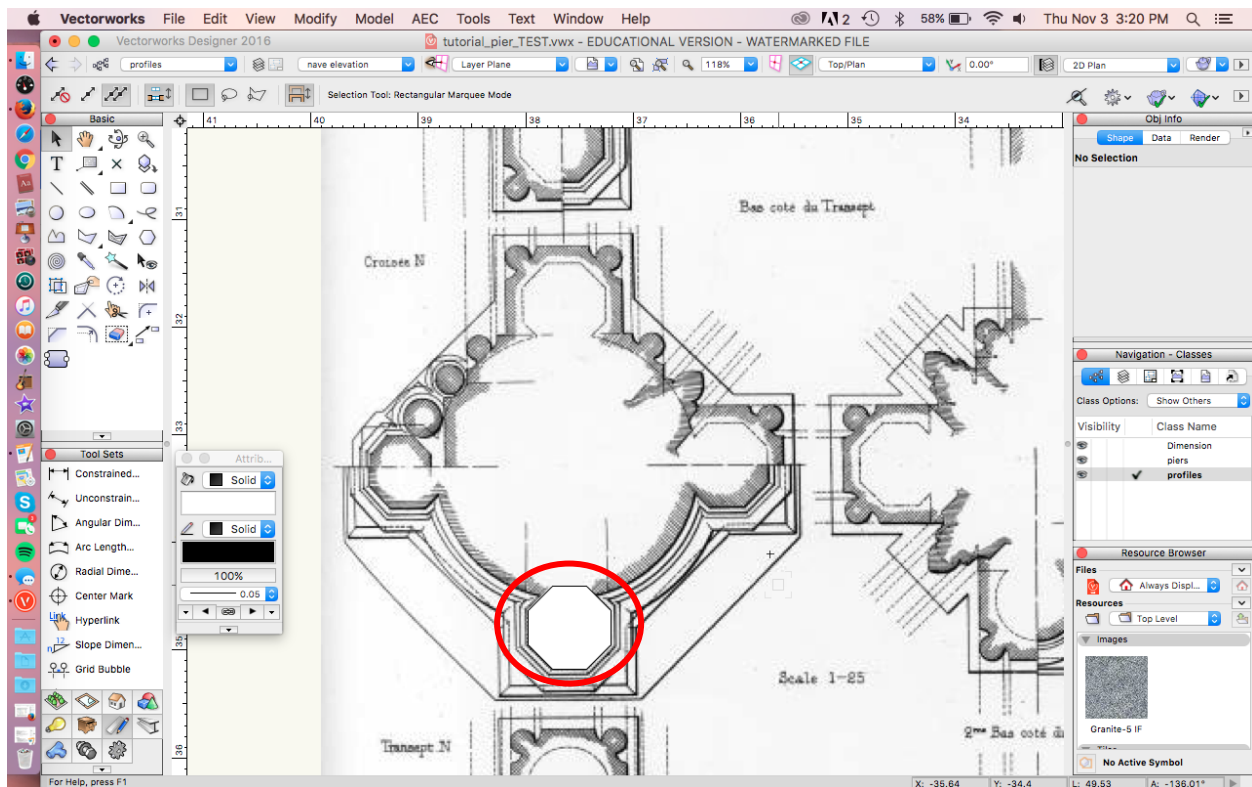 Vectorworks File Edit View Modify Model AEC Tools Text Window Help 2 58% Thu Nov 3 3:20 PM
Vectorworks Designer 2016 tutorial_pier_TEST.vwx - EDUCATIONAL VERSION - WATERMARKED FILE
profiles nave elevation Layer Plane 118% Top/Plan 0.00° 2D Plan
Selection Tool: Rectangular Marquee Mode
Basic
41 40 39 38 37 36 35 34
Obj Info
Shape Data Render
No Selection
31
32
33
35
36
Bas coté du Transept
Croisée N
Scale 1-25
Transept N
2me Bas coté du
Tool Sets
Constrained...
Unconstrain...
Angular Dim...
Arc Length...
Radial Dime...
Center Mark
Link
Hyperlink
12
n
Slope Dimen...
Grid Bubble
Attrib...
Solid
Solid
100%
0.05
Navigation - Classes
Class Options: Show Others
Visibility Class Name
Dimension
piers
profiles
Resource Browser
Files
Always Displ...
Resources
Top Level
Images
Granite-5 IF
No Active Symbol
For Help, press F1
X: -35.64 Y: -34.4 L: 49.53 A: -136.01°